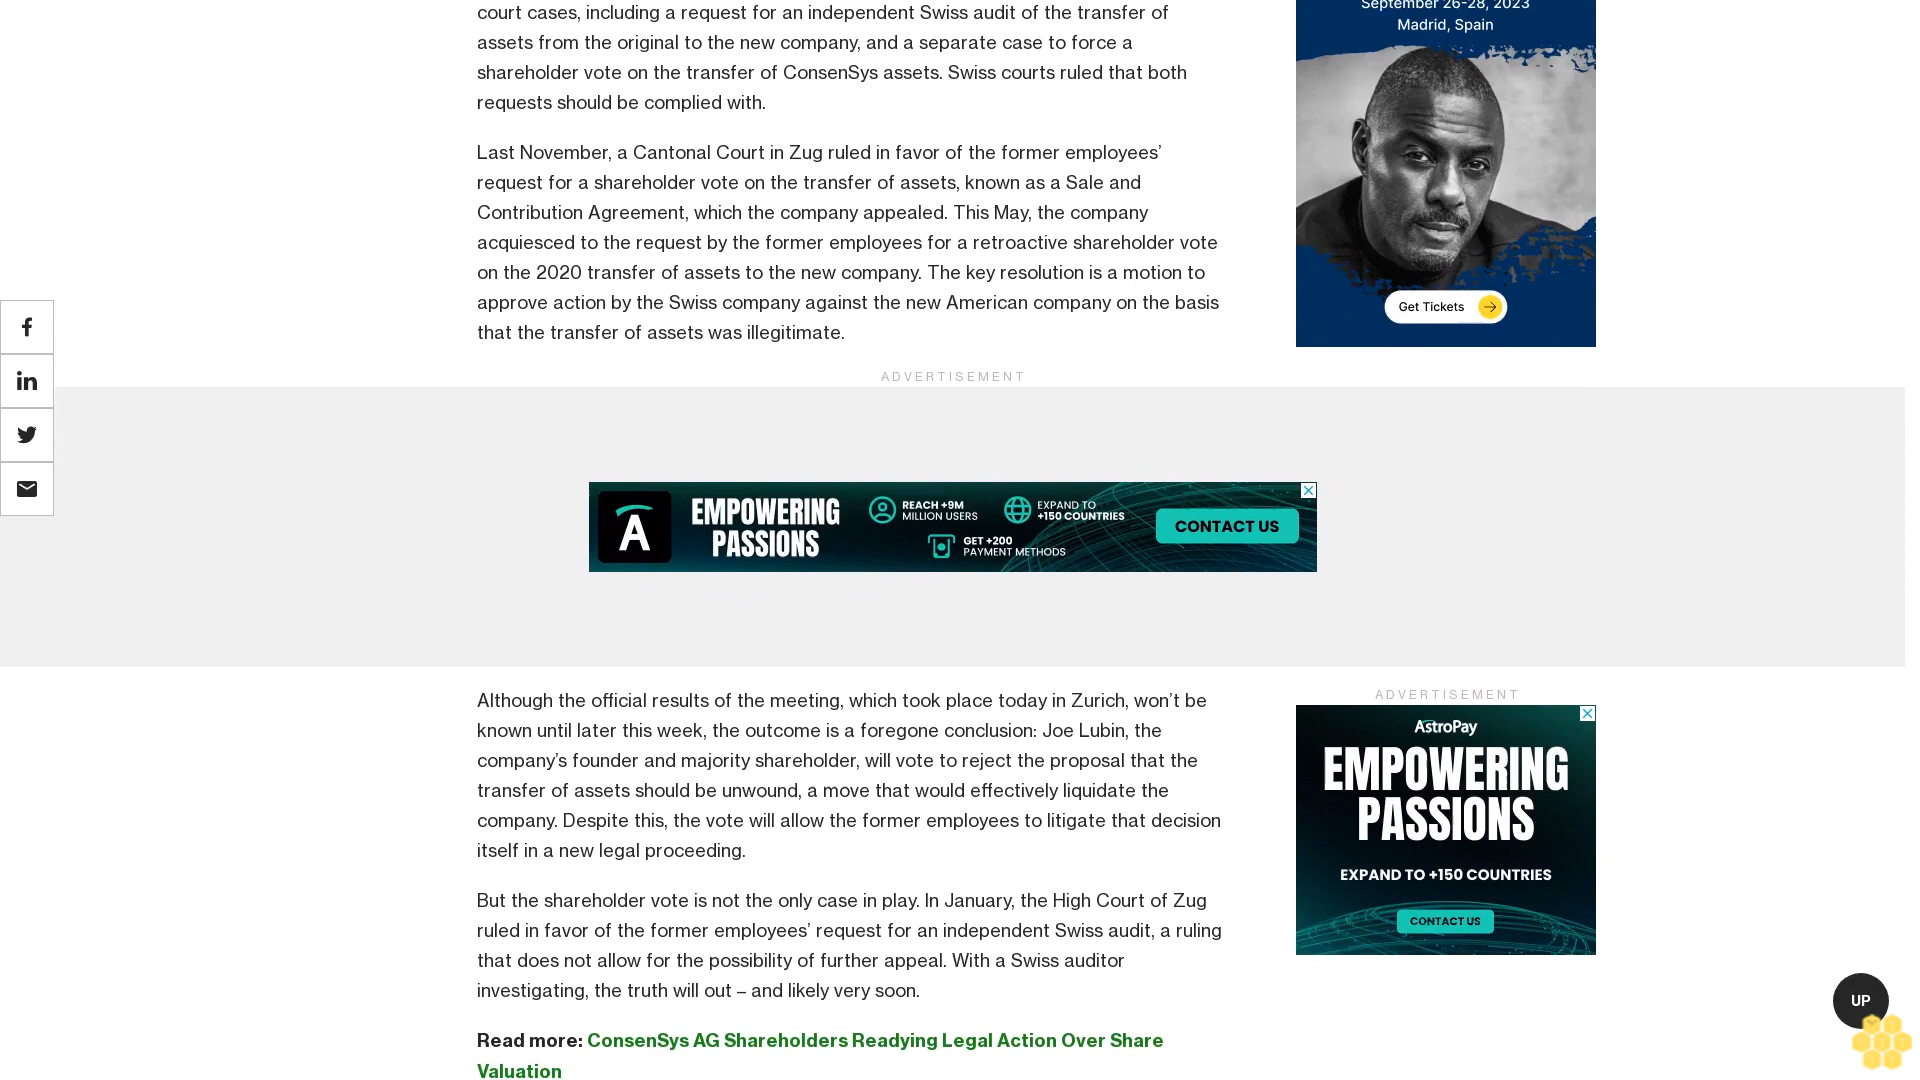 court cases, including a request for an independent Swiss audit of the transfer of
assets from the original to the new company, and a separate case to force a
shareholder vote on the transfer of ConsenSys assets. Swiss courts ruled that both
requests should be complied with.
Last November, a Cantonal Court in Zug ruled in favor of the former employees’
request for a shareholder vote on the transfer of assets, known as a Sale and
Contribution Agreement, which the company appealed. This May, the company
acquiesced to the request by the former employees for a retroactive shareholder vote
on the 2020 transfer of assets to the new company. The key resolution is a motion to
approve action by the Swiss company against the new American company on the basis
that the transfer of assets was illegitimate.
September 26-28, 2023
Madrid, Spain
Get Tickets
ADVERTISEMENT
A
EMPOWERING
PASSIONS
REACH +9M
MILLION USERS
EXPAND TO
+150 COUNTRIES
GET +200
PAYMENT METHODS
CONTACT US
Although the official results of the meeting, which took place today in Zurich, won’t be
known until later this week, the outcome is a foregone conclusion: Joe Lubin, the
company’s founder and majority shareholder, will vote to reject the proposal that the
transfer of assets should be unwound, a move that would effectively liquidate the
company. Despite this, the vote will allow the former employees to litigate that decision
itself in a new legal proceeding.
But the shareholder vote is not the only case in play. In January, the High Court of Zug
ruled in favor of the former employees’ request for an independent Swiss audit, a ruling
that does not allow for the possibility of further appeal. With a Swiss auditor
investigating, the truth will out – and likely very soon.
Read more: ConsenSys AG Shareholders Readying Legal Action Over Share
Valuation
ADVERTISEMENT
AstroPay
EMPOWERING
PASSIONS
EXPAND TO +150 COUNTRIES
CONTACT US
UP